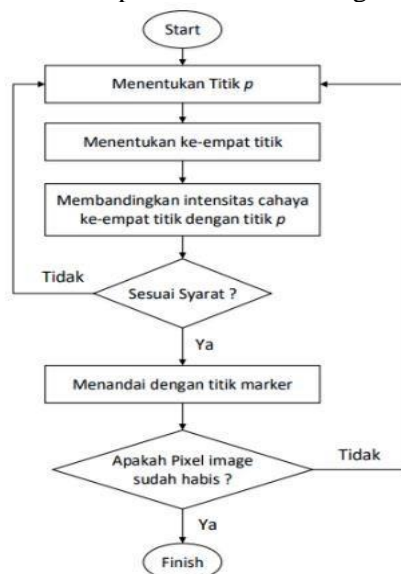 Start
Menentukan Titik p
Menentukan ke-empat titik
Membandingkan intensitas cahaya
ke-empat titik dengan titik p
Tidak
Sesuai Syarat ?
Ya
Menandai dengan titik marker
Apakah Pixel image
sudah habis ?
Tidak
Ya
Finish